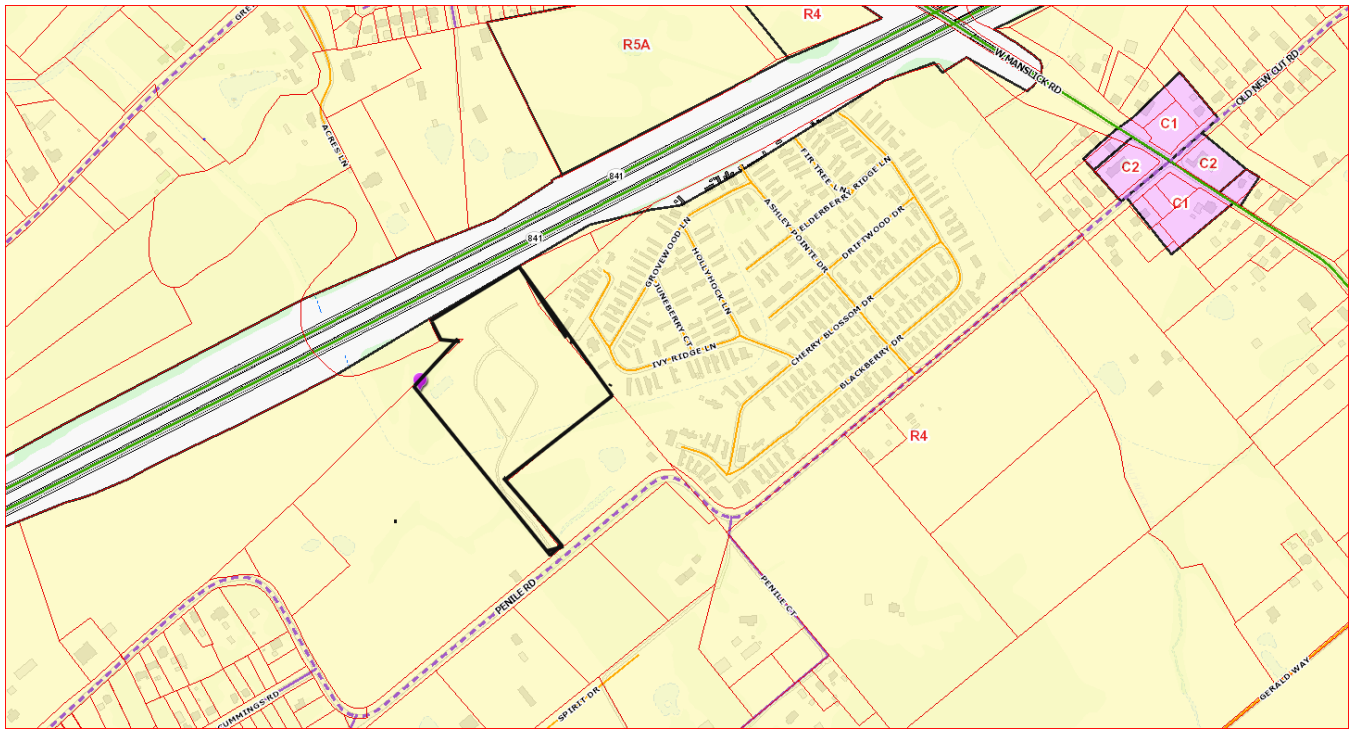 GRE
R4
R5A
W MANSLICK RD
OLD NEW CUT RD
C1
C2
C2
C1
ACRES LN
841
841
FIR TREE LN
ELDERBERRY RIDGE LN
ASHLEY POINTE DR
DRIFTWOOD DR
GROVEWOOD LN
HOLLYHOCK LN
JUNEBERRY CT
CHERRY BLOSSOM DR
IVY RIDGE LN
BLACKBERRY DR
R4
PENILE RD
PENILE CT
CUMMINGS RD
SPIRIT DR
GERALD WAY